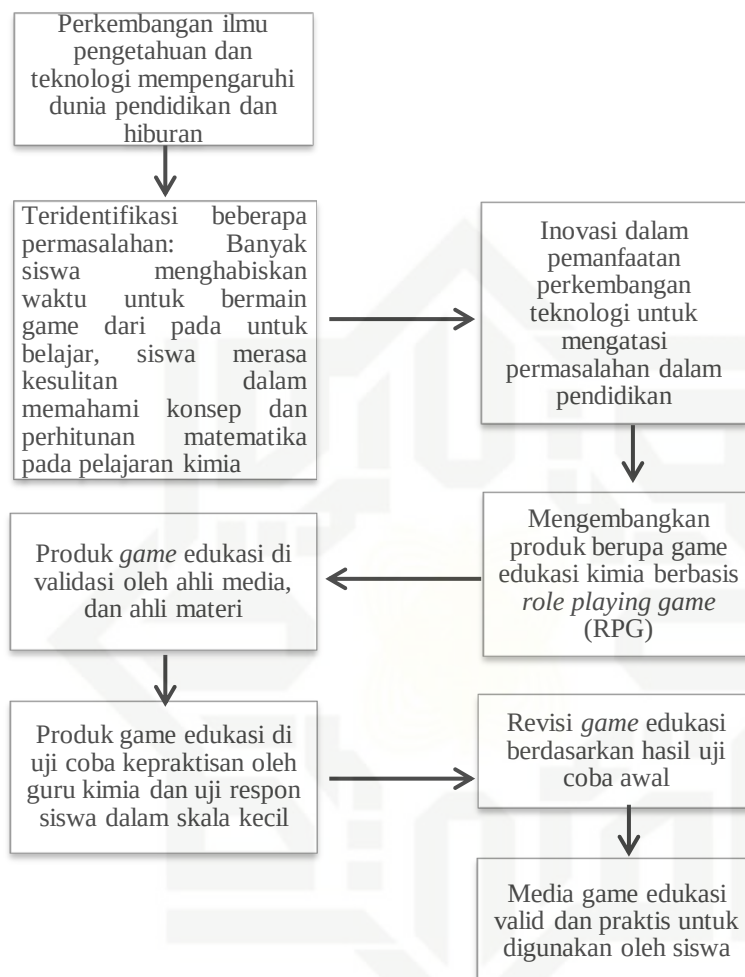 Perkembangan ilmu
pengetahuan dan
teknologi mempengaruhi
dunia pendidikan dan
hiburan
Teridentifikasi beberapa
permasalahan: Banyak
siswa menghabiskan
waktu untuk bermain
game dari pada untuk
belajar, siswa merasa
kesulitan dalam
memahami konsep dan
perhitunan matematika
pada pelajaran kimia
Inovasi dalam
pemanfaatan
perkembangan
teknologi untuk
mengatasi
permasalahan dalam
pendidikan
Mengembangkan
produk berupa game
edukasi kimia berbasis
role playing game
(RPG)
Produk game edukasi di
validasi oleh ahli media,
dan ahli materi
Produk game edukasi di
uji coba kepraktisan oleh
guru kimia dan uji respon
siswa dalam skala kecil
Revisi game edukasi
berdasarkan hasil uji
coba awal
Media game edukasi
valid dan praktis untuk
digunakan oleh siswa